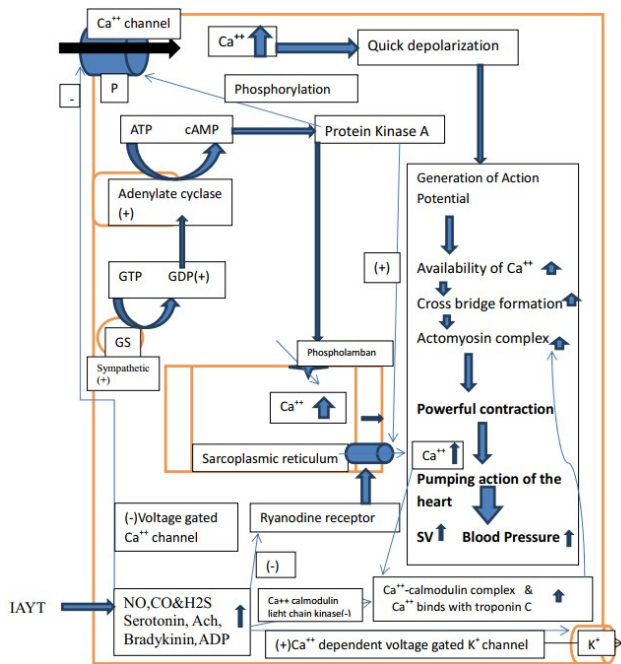 Ca++ channel
Ca++
Quick depolarization
-
P
Phosphorylation
ATP cAMP
Protein Kinase A
Adenylate cyclase
(+)
Generation of Action
Potential
(+)
Availability of Ca++
GTP GDP(+)
Cross bridge formation
Actomyosin complex
GS
Sympathetic
(+)
Phospholamban
Ca++
Powerful contraction
Sarcoplasmic reticulum
Ca++
Pumping action of the
heart
(-)Voltage gated
Ca++ channel
Ryanodine receptor
SV Blood Pressure
(-)
IAYT
NO,CO&H2S
Serotonin, Ach,
Bradykinin,ADP
Ca++ calmodulin
lieht chain kinase(-)
Ca++-calmodulin complex &
Ca++ binds with troponin C
(+)Ca++ dependent voltage gated K+ channel
K+